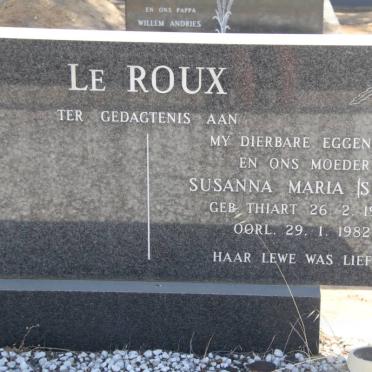 EN ONS PAPPA
WILLEM ANDRIES
LE ROUX
TER GEDAGTENIS AAN
MY DIERBARE EGGEN
EN ONS MOEDER
SUSANNA MARIA (S
GEB THIART 26. 2. 19
OORL. 29. 1. 1982
HAAR LEWE WAS LIEF